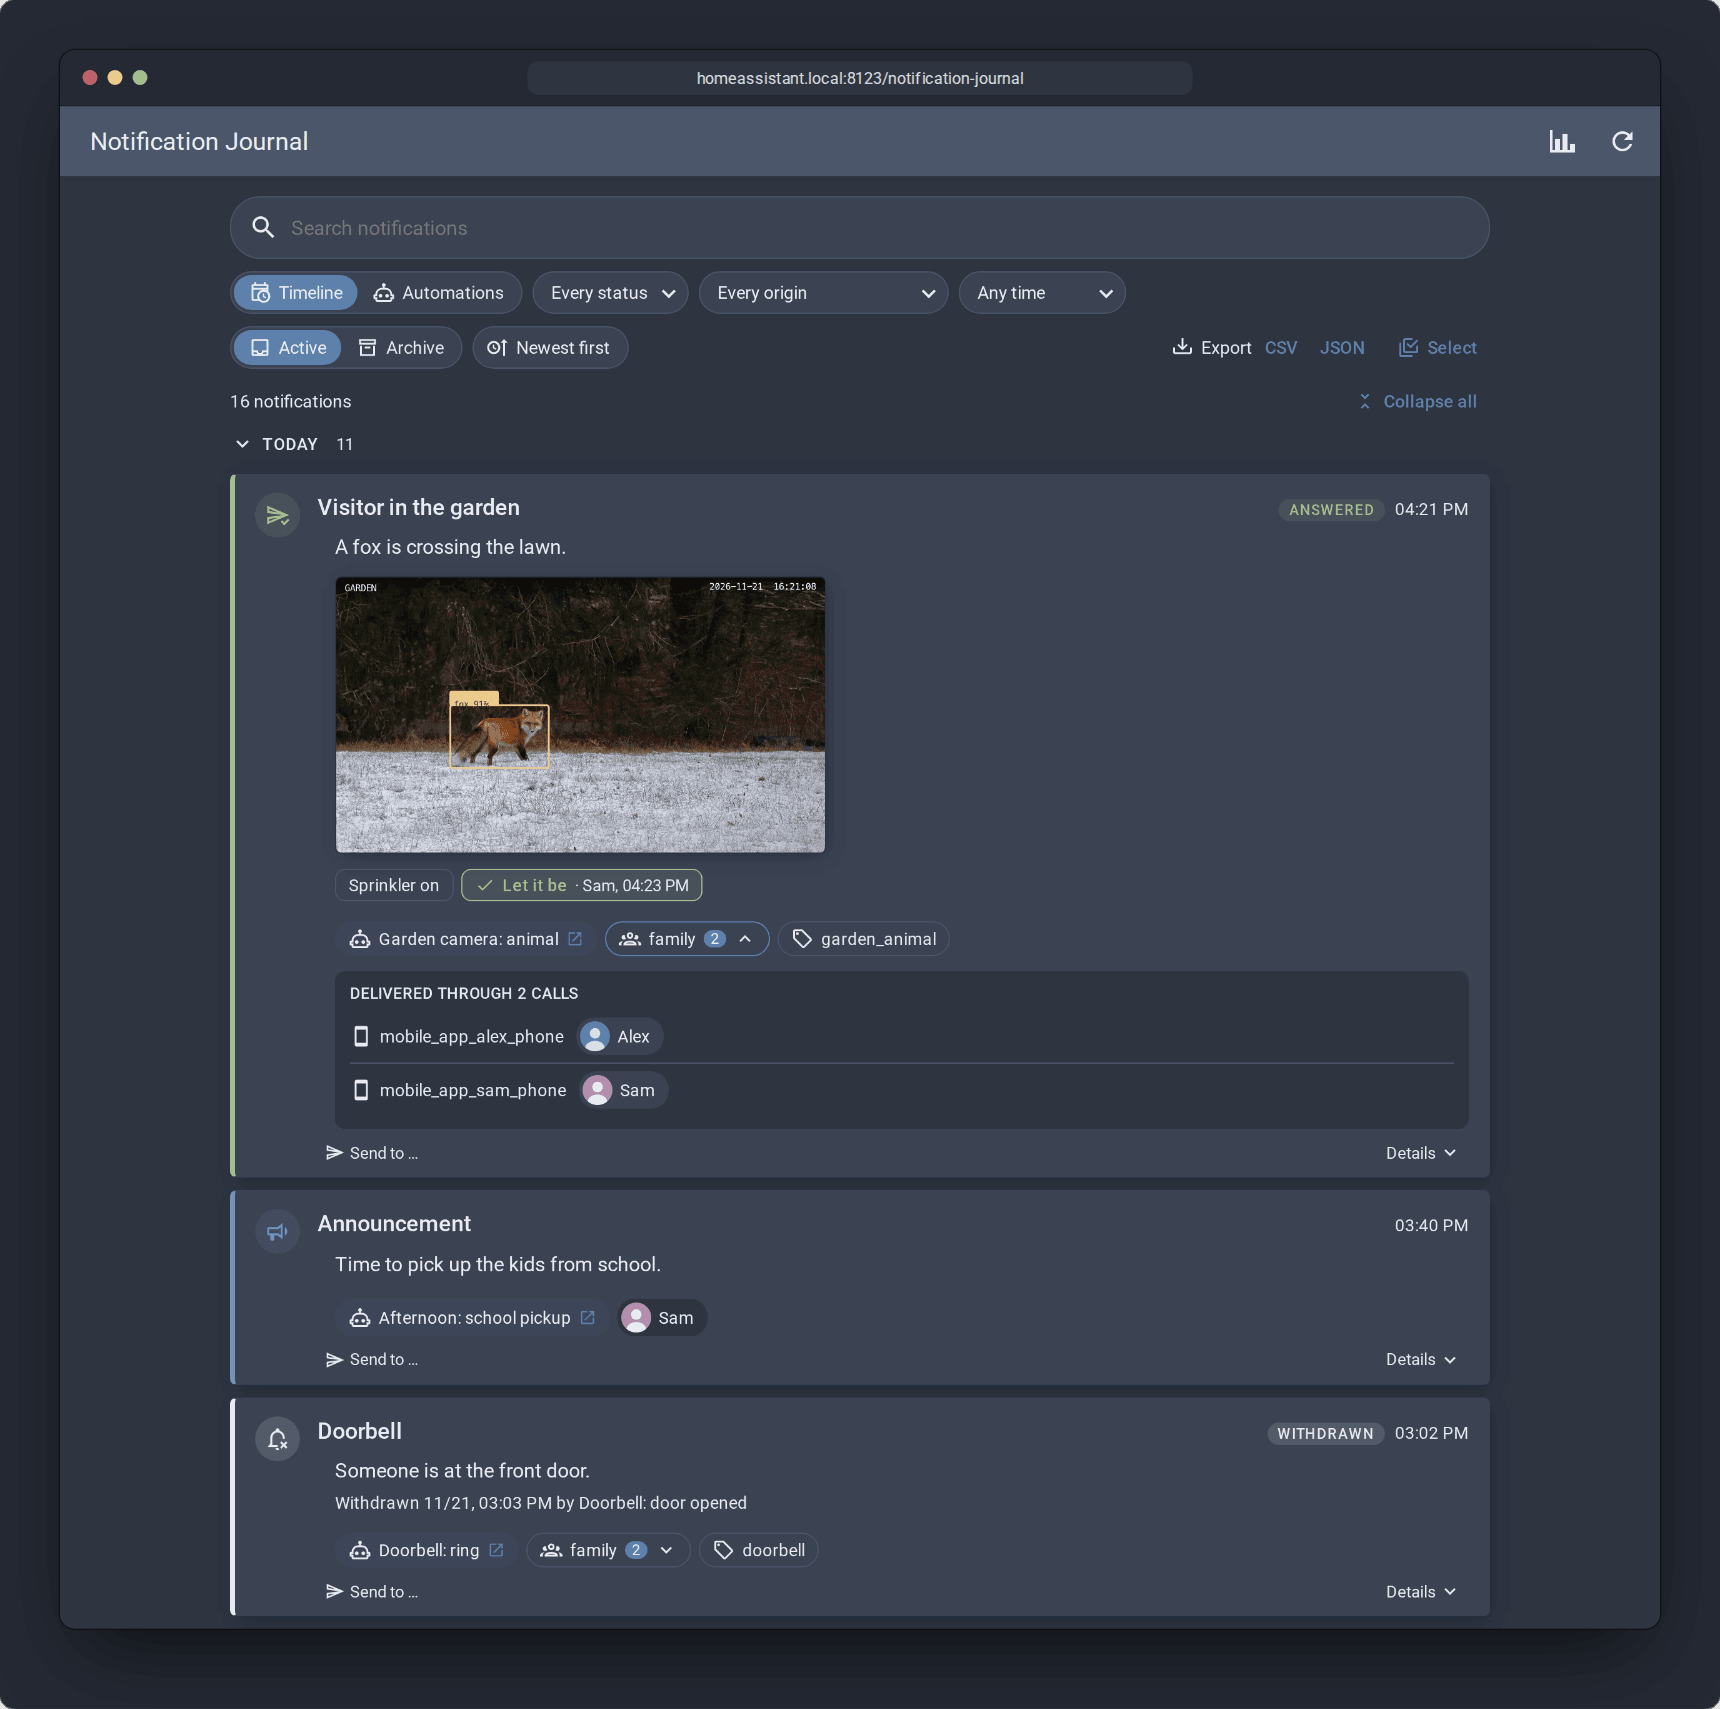 homeassistant.local:8123/notification-journal
Notification Journal
Search notifications
Timeline Automations Every status Every origin Any time
Active Archive Newest first Export CSV JSON Select
16 notifications Collapse all
TODAY 11
Visitor in the garden ANSWERED 04:21 PM
A fox is crossing the lawn.
GARDEN 2026-11-21 16:21:08
fox 91%
Sprinkler on Let it be · Sam, 04:23 PM
Garden camera: animal family 2 garden_animal
DELIVERED THROUGH 2 CALLS
mobile_app_alex_phone Alex
mobile_app_sam_phone Sam
Send to ... Details
Announcement 03:40 PM
Time to pick up the kids from school.
Afternoon: school pickup Sam
Send to ... Details
Doorbell WITHDRAWN 03:02 PM
Someone is at the front door.
Withdrawn 11/21, 03:03 PM by Doorbell: door opened
Doorbell: ring family 2 doorbell
Send to ... Details